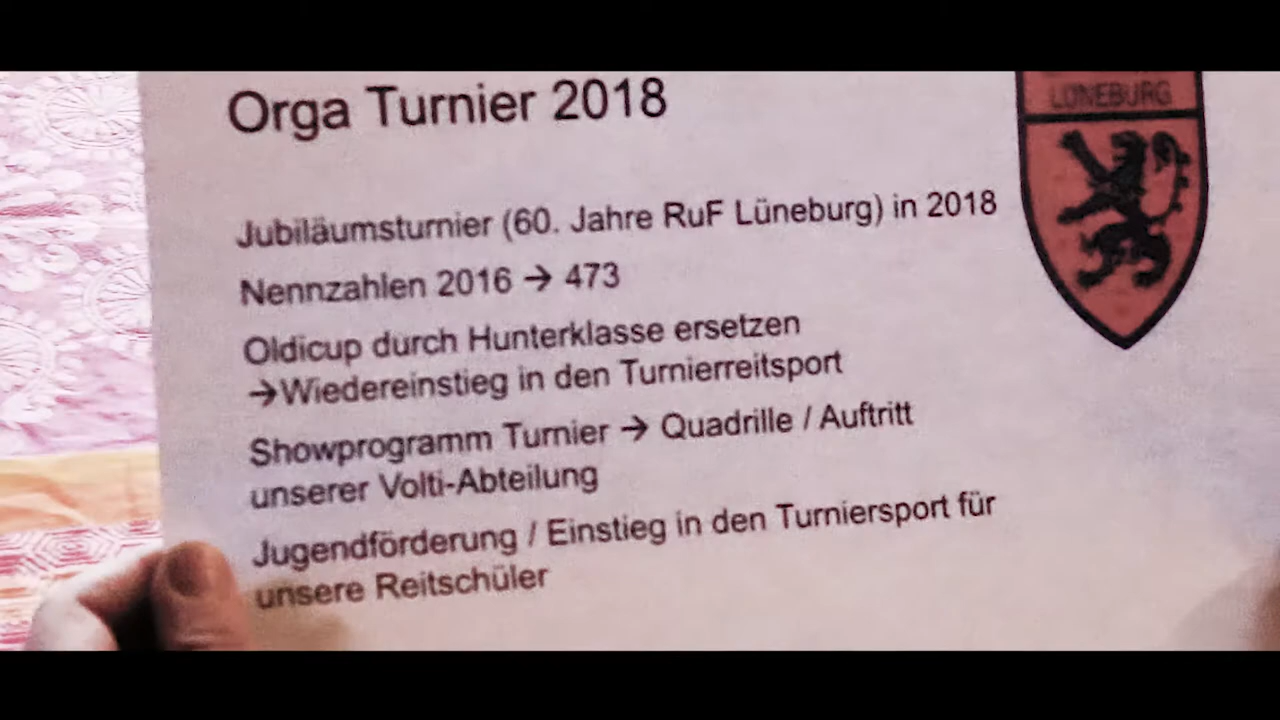 Orga Turnier 2018
LÜNEBURG
Jubiläumsturnier (60. Jahre RuF Lüneburg) in 2018
Nennzahlen 2016 → 473
Oldicup durch Hunterklasse ersetzen
→Wiedereinstieg in den Turnierreitsport
Showprogramm Turnier → Quadrille / Auftritt
unserer Volti-Abteilung
Jugendförderung / Einstieg in den Turniersport für
unsere Reitschüler